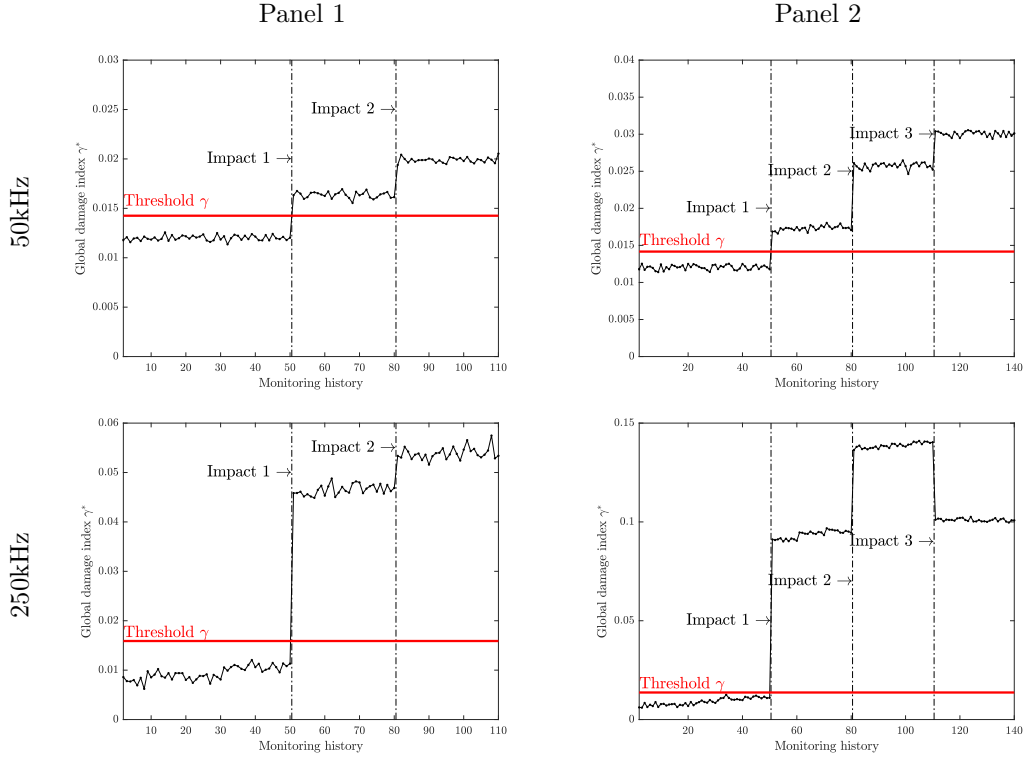 Panel 1
Panel 2
50kHz
250kHz
0.03
0.025
0.02
0.015
0.01
0.005
0
Global damage index γ*
Impact 2 →
Impact 1 →
Threshold γ
10 20 30 40 50 60 70 80 90 100 110
Monitoring history
0.04
0.035
0.03
0.025
0.02
0.015
0.01
0.005
0
Global damage index γ*
Impact 3 →
Impact 2 →
Impact 1 →
Threshold γ
20 40 60 80 100 120 140
Monitoring history
0.06
0.05
0.04
0.03
0.02
0.01
0
Global damage index γ*
Impact 2 →
Impact 1 →
Threshold γ
10 20 30 40 50 60 70 80 90 100 110
Monitoring history
0.15
0.1
0.05
0
Global damage index γ*
Impact 3 →
Impact 2 →
Impact 1 →
Threshold γ
20 40 60 80 100 120 140
Monitoring history